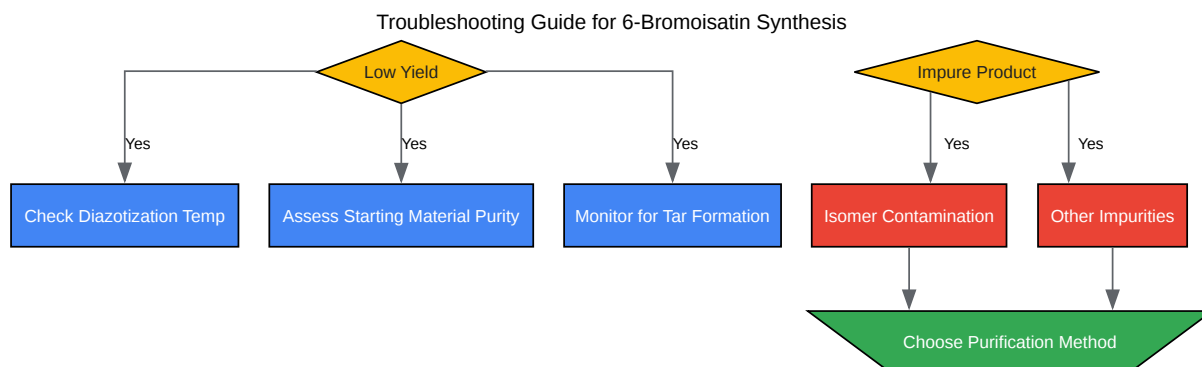 Troubleshooting Guide for 6-Bromoisatin Synthesis
Low Yield
Impure Product
Yes
Yes
Yes
Yes
Yes
Check Diazotization Temp
Assess Starting Material Purity
Monitor for Tar Formation
Isomer Contamination
Other Impurities
Choose Purification Method